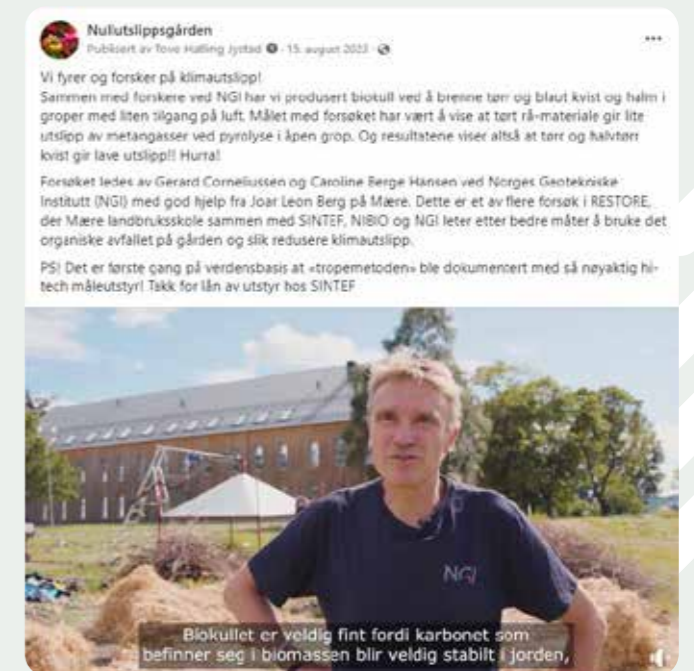 Nullutslippsgården
Publisert av Tove Hatling Jystad · 15. august 2023 ·
Vi fyrer og forsker på klimautslipp!
Sammen med forskere ved NGI har vi produsert biokull ved å brenne tørr og blaut kvist og halm i
groper med liten tilgang på luft. Målet med forsøket har vært å vise at tørt rå-materiale gir lite
utslipp av metangasser ved pyrolyse i åpen grop. Og resultatene viser altså at tørr og halvtørr
kvist gir lave utslipp!! Hurra!
Forsøket ledes av Gerard Cornelissen og Caroline Berge Hansen ved Norges Geotekniske
Institutt (NGI) med god hjelp fra Joar Leon Berg på Mære. Dette er et av flere forsøk i RESTORE,
der Mære landbruksskole sammen med SINTEF, NIBIO og NGI leter etter bedre måter å bruke det
organiske avfallet på gården og slik redusere klimautslipp.
PS! Det er første gang på verdensbasis at «tropemetoden» ble dokumentert med så nøyaktig hi-
tech måleutstyr! Takk for lån av utstyr hos SINTEF
NGI
Biokullet er veldig fint fordi karbonet som
befinner seg i biomassen blir veldig stabilt i jorden,